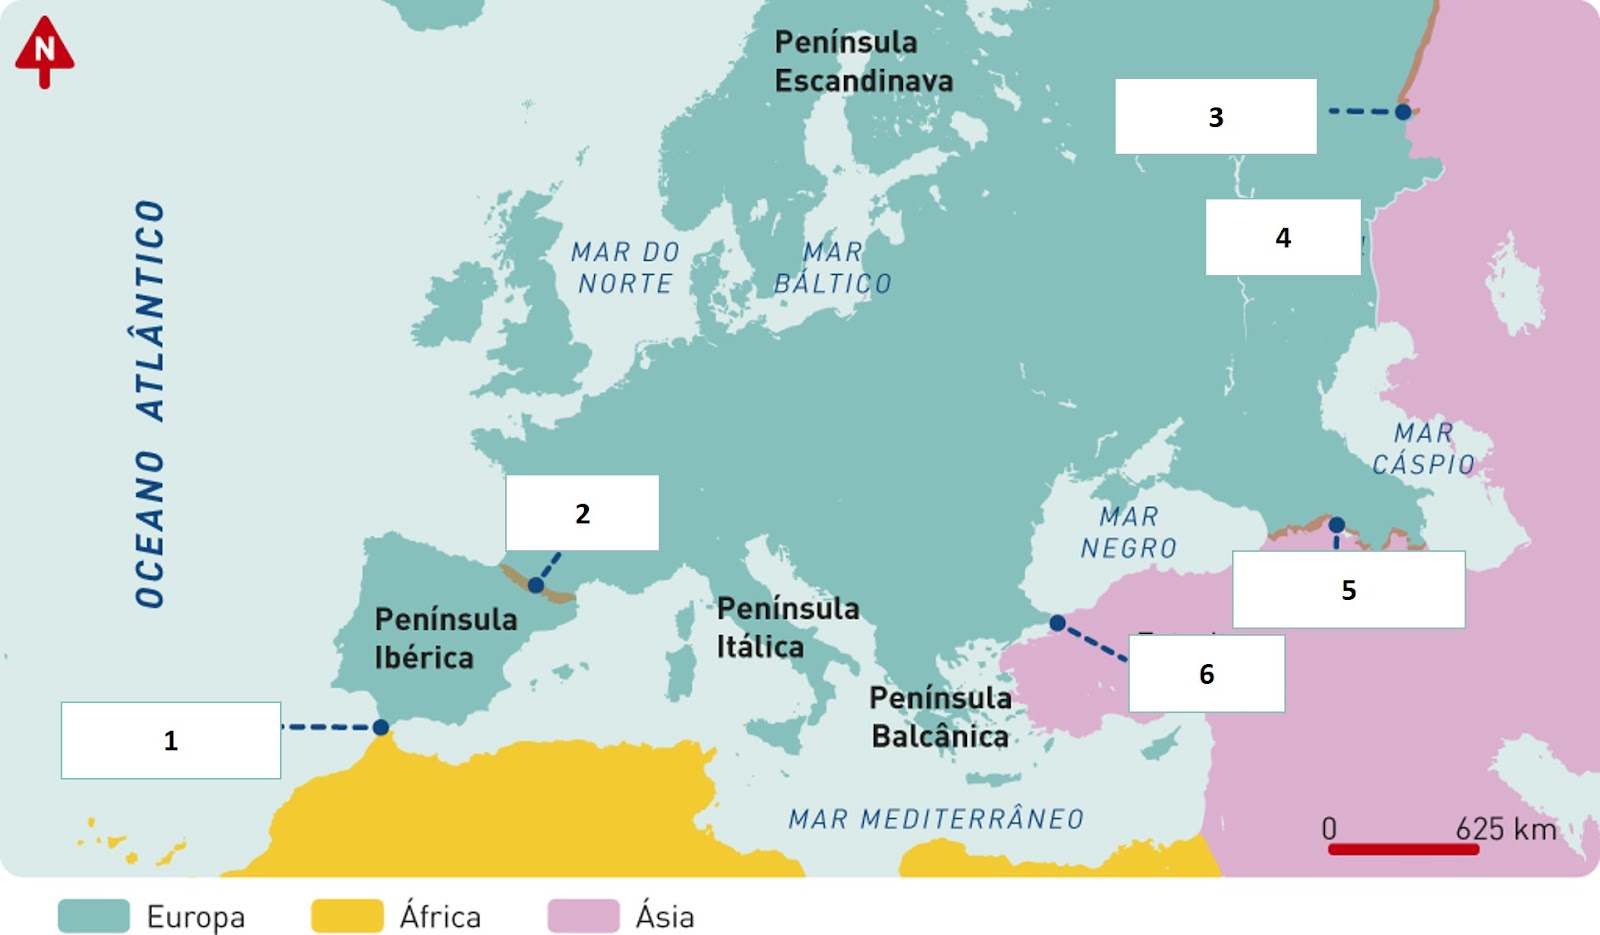 N
Península
Escandinava
3
4
OCEANO ATLÂNTICO
MAR DO
NORTE
MAR
BÁLTICO
MAR
CÁSPIO
2
MAR
NEGRO
5
Península
Ibérica
Península
Itálica
6
Península
Balcânica
1
MAR MEDITERRÂNEO
0 625 km
Europa
África
Ásia